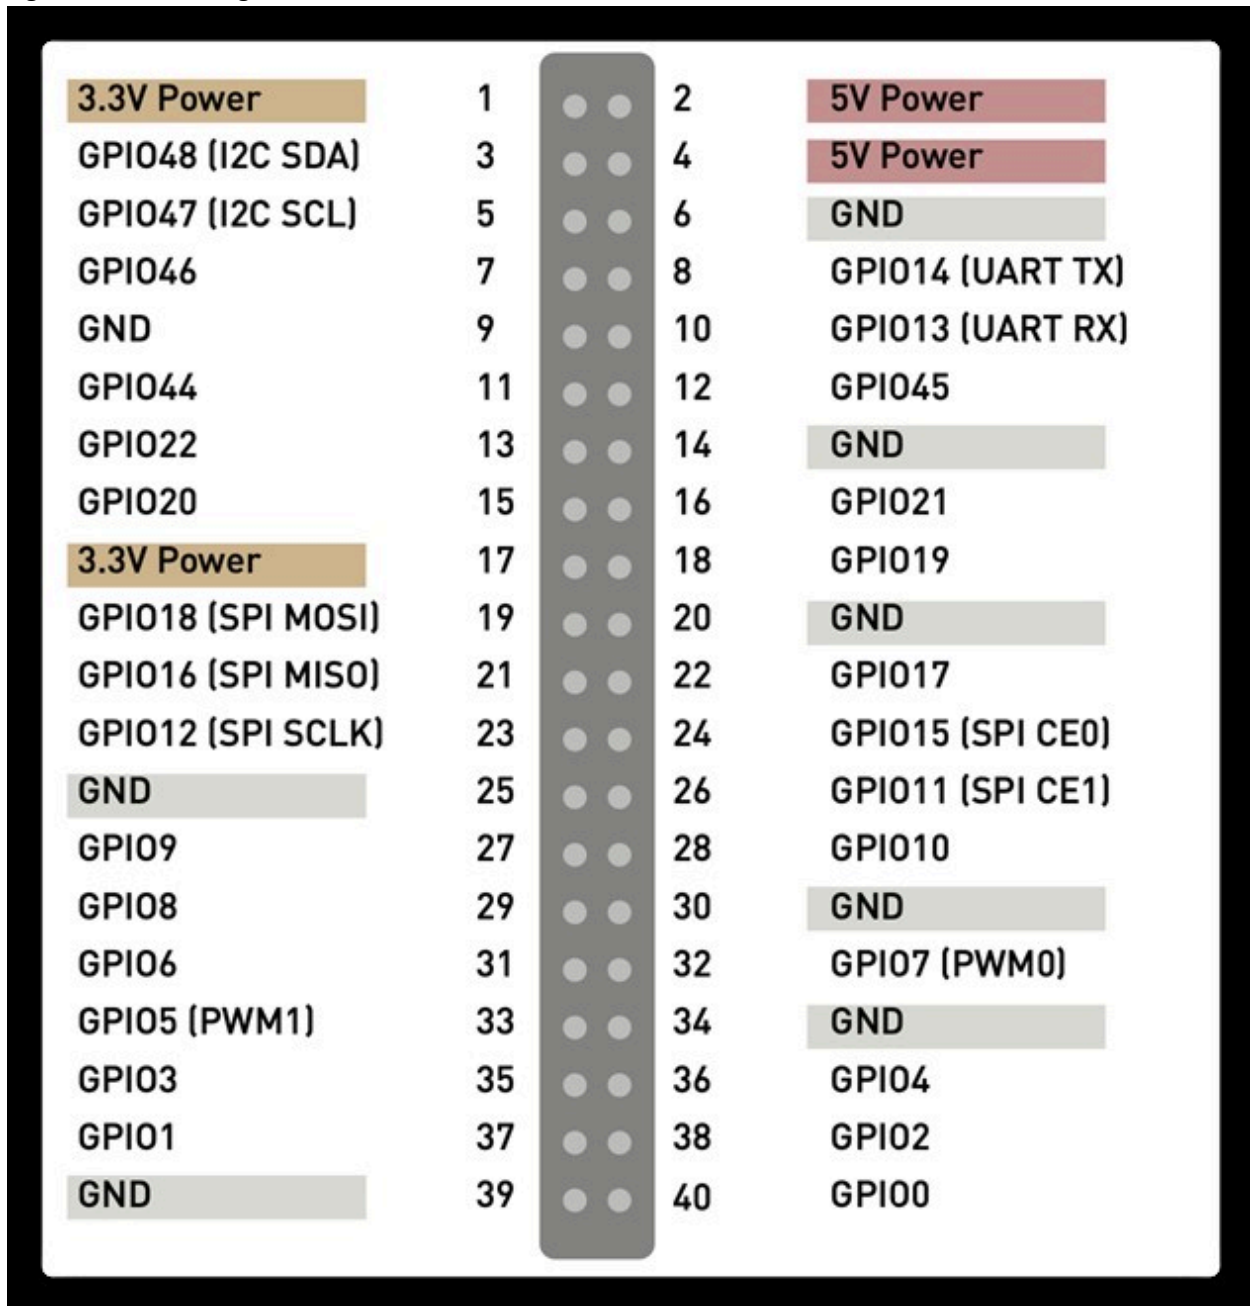 3.3V Power 1 2 5V Power
GPIO48 (I2C SDA) 3 4 5V Power
GPIO47 (I2C SCL) 5 6 GND
GPIO46 7 8 GPIO14 (UART TX)
GND 9 10 GPIO13 (UART RX)
GPIO44 11 12 GPIO45
GPIO22 13 14 GND
GPIO20 15 16 GPIO21
3.3V Power 17 18 GPIO19
GPIO18 (SPI MOSI) 19 20 GND
GPIO16 (SPI MISO) 21 22 GPIO17
GPIO12 (SPI SCLK) 23 24 GPIO15 (SPI CE0)
GND 25 26 GPIO11 (SPI CE1)
GPIO9 27 28 GPIO10
GPIO8 29 30 GND
GPIO6 31 32 GPIO7 (PWM0)
GPIO5 (PWM1) 33 34 GND
GPIO3 35 36 GPIO4
GPIO1 37 38 GPIO2
GND 39 40 GPIO0